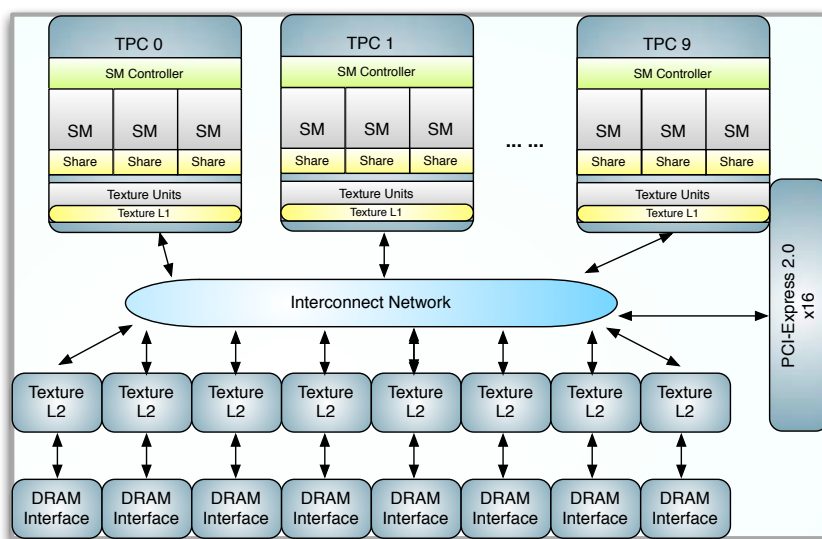 TPC 0
TPC 1
TPC 9
SM Controller
SM Controller
SM Controller
SM SM SM
SM SM SM
SM SM SM
... ...
Share Share Share
Share Share Share
Share Share Share
Texture Units
Texture Units
Texture Units
Texture L1
Texture L1
Texture L1
Interconnect Network
PCI-Express 2.0
x16
Texture Texture Texture Texture Texture Texture Texture Texture
L2 L2 L2 L2 L2 L2 L2 L2
DRAM DRAM DRAM DRAM DRAM DRAM DRAM DRAM
Interface Interface Interface Interface Interface Interface Interface Interface